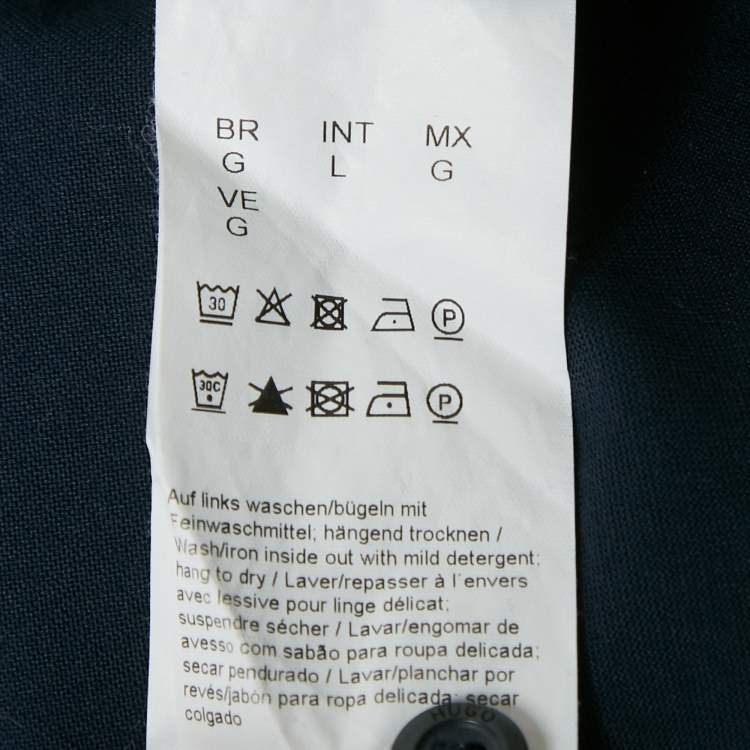 BR INT MX
G L G
VE
G
30 P
30C P
Auf links waschen/bügeln mit
Feinwaschmittel; hängend trocknen /
Wash/iron inside out with mild detergent;
hang to dry / Laver/repasser à l´envers
avec lessive pour linge délicat;
suspendre sécher / Lavar/engomar de
avesso com sabão para roupa delicada;
secar pendurado / Lavar/planchar por
revés/jabón para ropa delicada; secar
colgado
HUGO